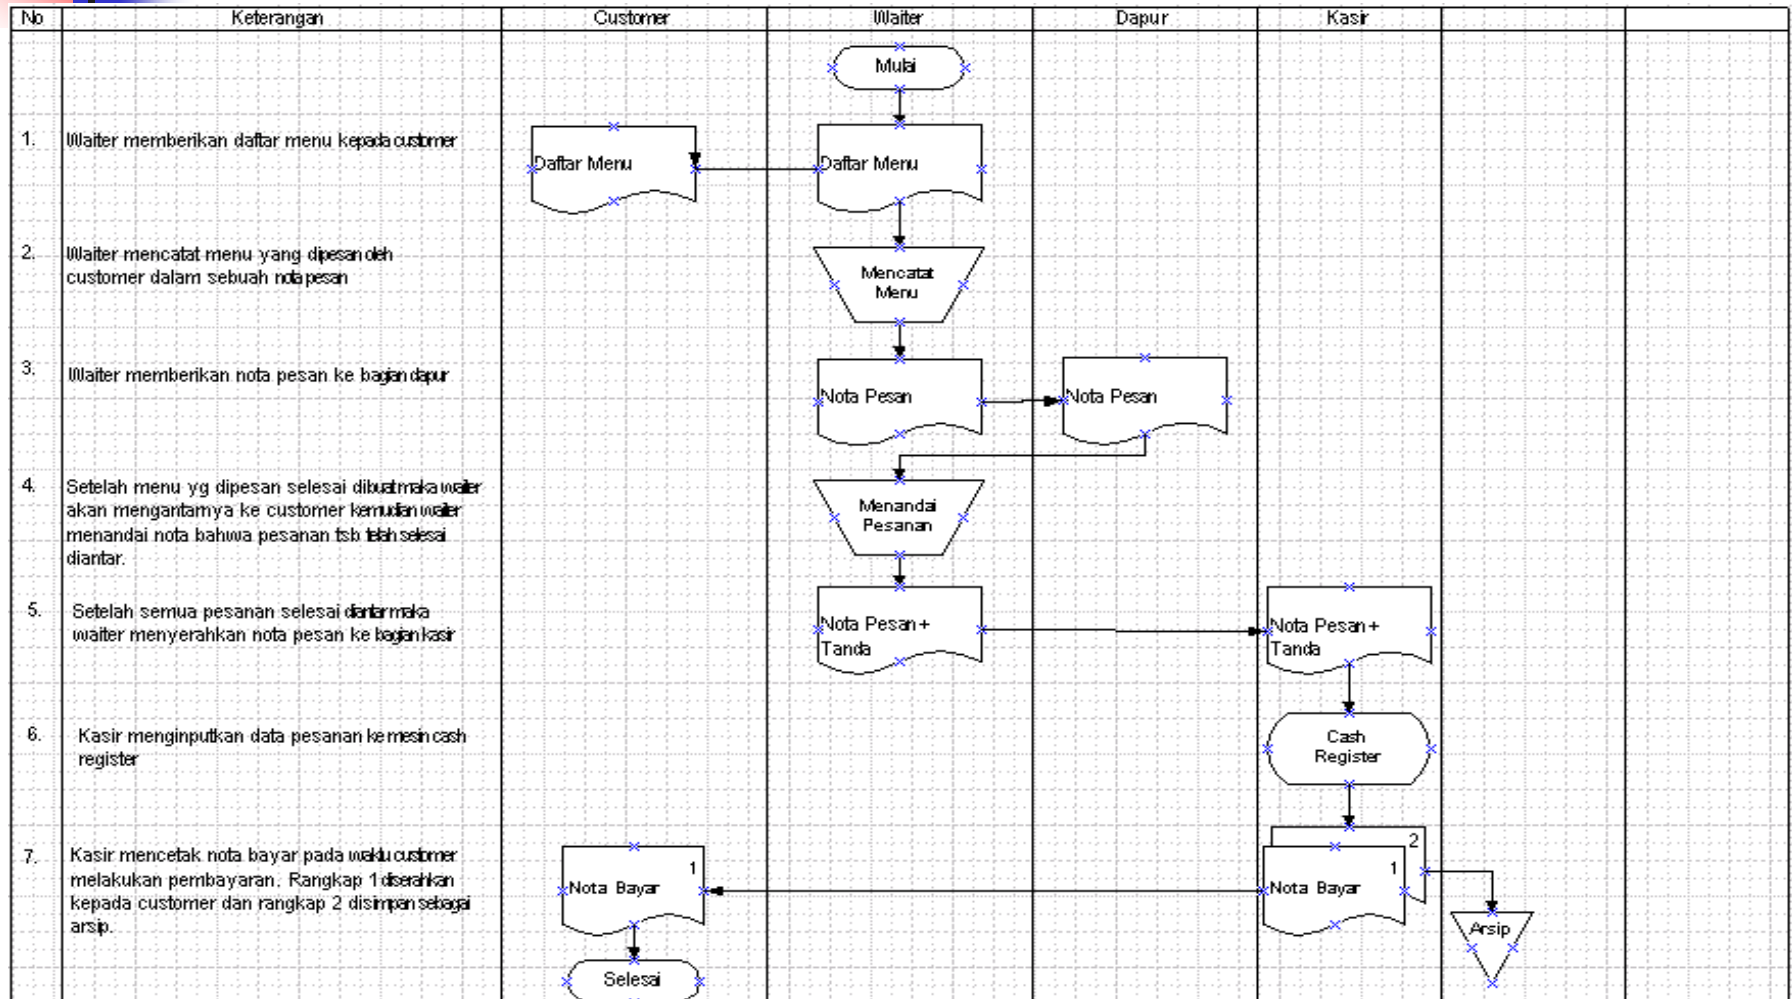 No Keterangan Customer Waiter Dapur Kasir
Mulai
1. Waiter memberikan daftar menu kepada customer
Daftar Menu
Daftar Menu
2. Waiter mencatat menu yang dipesan oleh
customer dalam sebuah nota pesan
Mencatat
Menu
3. Waiter memberikan nota pesan ke bagian dapur
Nota Pesan
Nota Pesan
4. Setelah menu yg dipesan selesai dibuat maka waiter
akan mengantarnya ke customer kemudian waiter
menandai nota bahwa pesanan tsb telah selesai
diantar.
Menandai
Pesanan
5. Setelah semua pesanan selesai diantar maka
waiter menyerahkan nota pesan ke bagian kasir
Nota Pesan +
Tanda
Nota Pesan +
Tanda
6. Kasir menginputkan data pesanan ke mesin cash
register
Cash
Register
7. Kasir mencetak nota bayar pada waktu customer
melakukan pembayaran. Rangkap 1 diserahkan
kepada customer dan rangkap 2 disimpan sebagai
arsip.
1
Nota Bayar
2
1
Nota Bayar
Arsip
Selesai